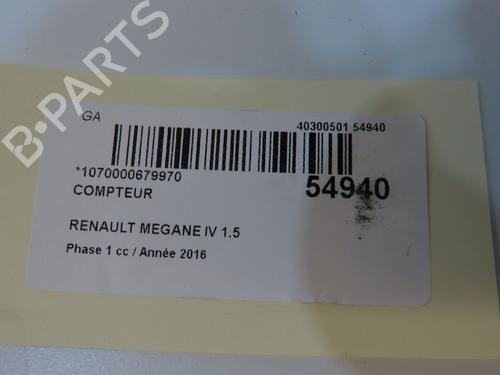 B-PARTS
GA
40300501 54940
*1070000679970
54940
COMPTEUR
RENAULT MEGANE IV 1.5
Phase 1 cc / Année 2016